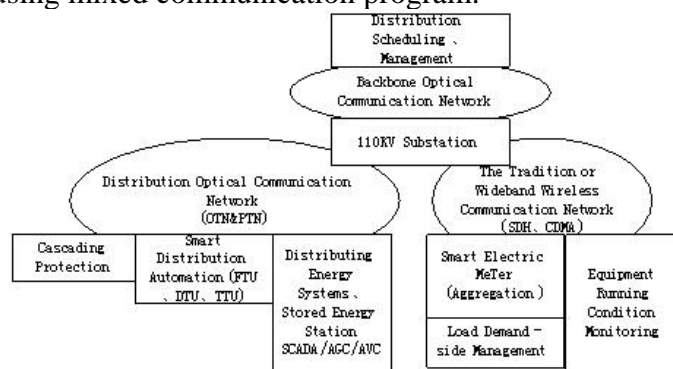 using mixed communication program.
Distribution
Scheduling 、
Management
Backbone Optical
Communication Network
110KV Substation
Distribution Optical Communication
Network
(OTN&PTN)
The Tradition or
Wideband Wireless
Communication Network
(SDH、CDMA)
Cascading
Protection
Smart
Distribution
Automation (FTU
、DTU、TTU)
Distributing
Energy
Systems、
Stored Energy
Station
SCADA/AGC/AVC
Smart Electric
MeTer
(Aggregation)
Load Demand-
side Management
Equipment
Running
Condition
Monitoring